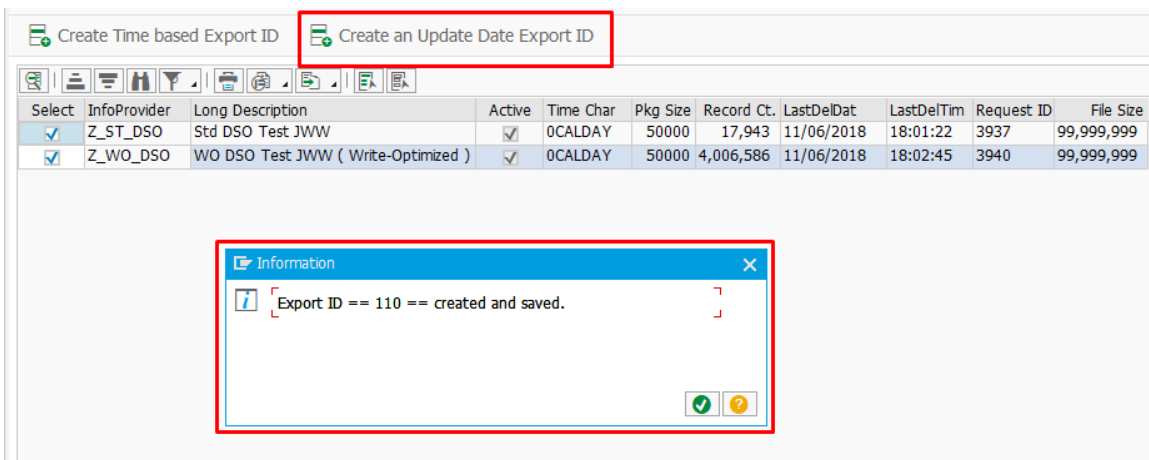 Create Time based Export ID Create an Update Date Export ID
Select InfoProvider Long Description Active Time Char Pkg Size Record Ct. LastDelDat LastDelTim Request ID File Size
Z_ST_DSO Std DSO Test JWW 0CALDAY 50000 17,943 11/06/2018 18:01:22 3937 99,999,999
Z_WO_DSO WO DSO Test JWW ( Write-Optimized ) 0CALDAY 50000 4,006,586 11/06/2018 18:02:45 3940 99,999,999
Information
Export ID == 110 == created and saved.